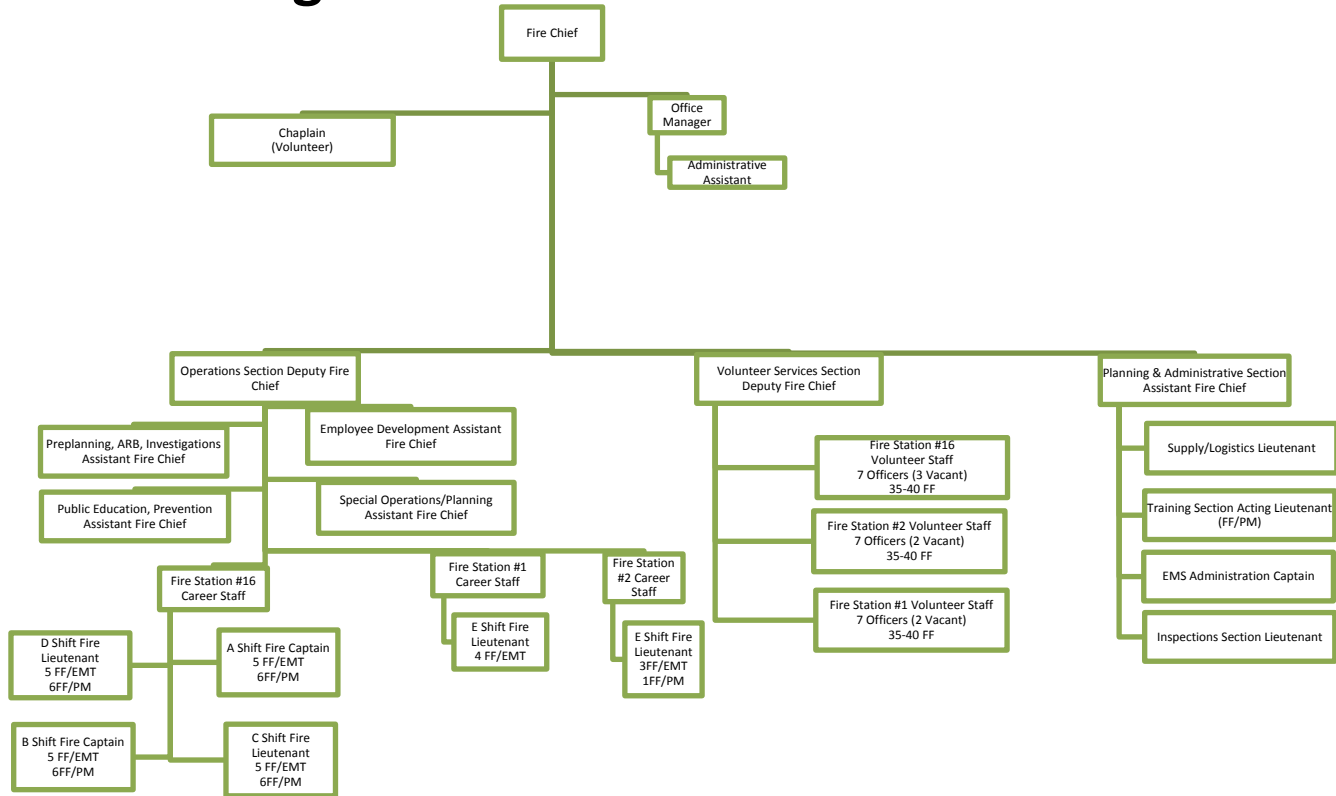 Fire Chief
Office
Manager
Chaplain
(Volunteer)
Administrative
Assistant
Operations Section Deputy Fire
Chief
Volunteer Services Section
Deputy Fire Chief
Planning & Administrative Section
Assistant Fire Chief
Employee Development Assistant
Fire Chief
Preplanning, ARB, Investigations
Assistant Fire Chief
Special Operations/Planning
Assistant Fire Chief
Public Education, Prevention
Assistant Fire Chief
Fire Station #16
Volunteer Staff
7 Officers (3 Vacant)
35-40 FF
Fire Station #2 Volunteer Staff
7 Officers (2 Vacant)
35-40 FF
Fire Station #1 Volunteer Staff
7 Officers (2 Vacant)
35-40 FF
Supply/Logistics Lieutenant
Training Section Acting Lieutenant
(FF/PM)
EMS Administration Captain
Inspections Section Lieutenant
Fire Station #16
Career Staff
Fire Station #1
Career Staff
Fire Station
#2 Career
Staff
D Shift Fire
Lieutenant
5 FF/EMT
6FF/PM
A Shift Fire Captain
5 FF/EMT
6FF/PM
E Shift Fire
Lieutenant
4 FF/EMT
E Shift Fire
Lieutenant
3FF/EMT
1FF/PM
B Shift Fire Captain
5 FF/EMT
6FF/PM
C Shift Fire
Lieutenant
5 FF/EMT
6FF/PM